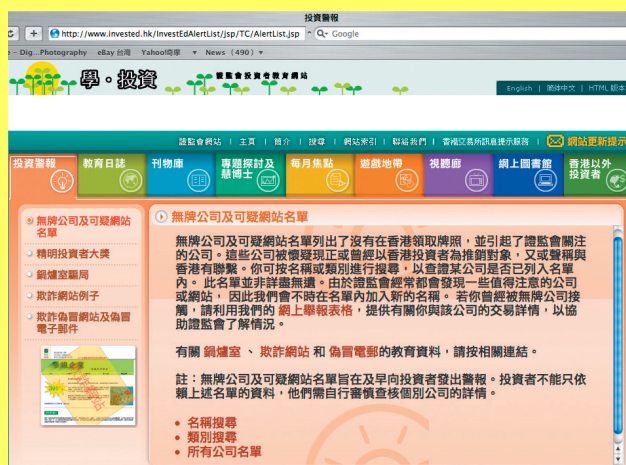 投資警報
http://www.invested.hk/InvestEdAlertList/jsp/TC/AlertList.jsp
Google
Dig...Photography eBay 台灣 Yahoo!奇摩 ▼ News (490) ▼
學·投資 證監會投資者教育網站
English | 简体中文 | HTML 版本
證監會網站 | 主頁 | 簡介 | 搜尋 | 網站索引 | 聯絡我們 | 香港交易所訊息提示服務 | 網站更新提示
投資警報 教育日誌 刊物庫 專題探討及慧博士 每月焦點 遊戲地帶 視聽廊 網上圖書館 香港以外投資者
無牌公司及可疑網站名單
精明投資者大獎
鍋爐室騙局
欺詐網站例子
欺詐偽冒網站及偽冒電子郵件
無牌公司及可疑網站名單
無牌公司及可疑網站名單列出了沒有在香港領取牌照，並引起了證監會關注
的公司。這些公司被懷疑現正或曾經以香港投資者為推銷對象，又或聲稱與
香港有聯繫。你可按名稱或類別進行搜尋，以查證某公司是否已列入名單
內。 此名單並非詳盡無遺。由於證監會經常都會發現一些值得注意的公司
或網站， 因此我們會不時在名單內加入新的名稱。 若你曾經被無牌公司接
觸，請利用我們的 網上舉報表格，提供有關你與該公司的交易詳情，以協
助證監會了解情況。
有關 鍋爐室 、 欺詐網站 和 偽冒電郵的教育資料，請按相關連結。
註：無牌公司及可疑網站名單旨在及早向投資者發出警報。投資者不能只依
賴上述名單的資料，他們需自行審慎查核個別公司的詳情。
• 名稱搜尋
• 類別搜尋
• 所有公司名單